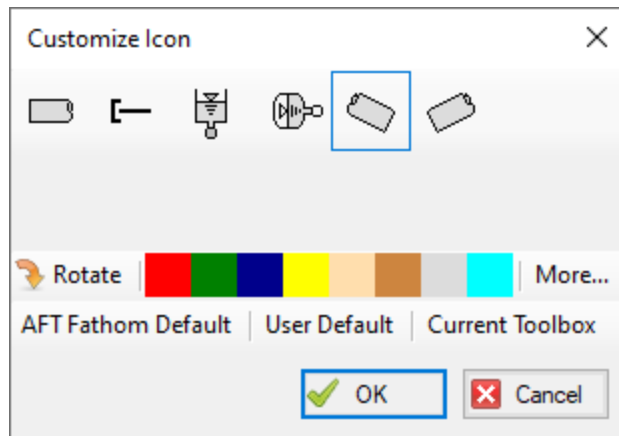 Customize Icon
Rotate More...
AFT Fathom Default User Default Current Toolbox
OK Cancel